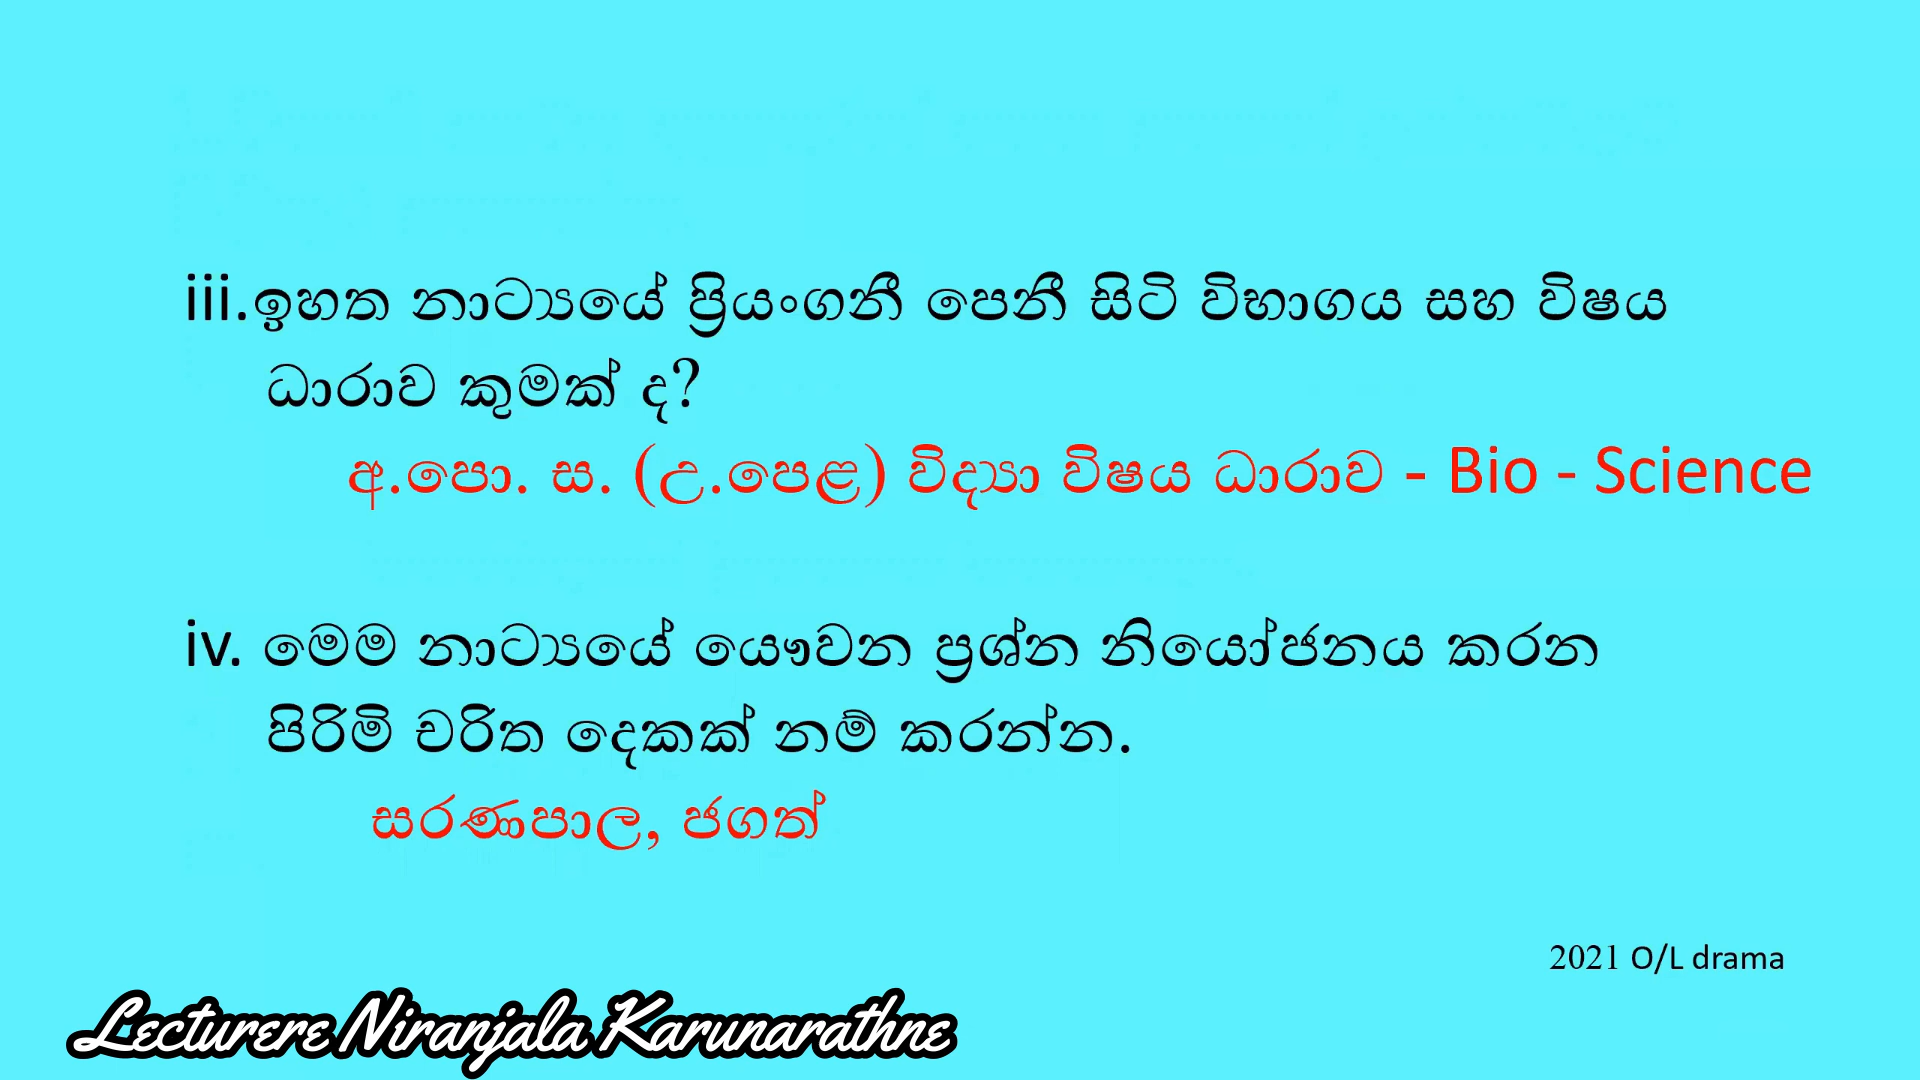 iii.ඉහත නාට්‍යයේ ප්‍රියංගනී පෙනී සිටි විභාගය සහ විෂය
ධාරාව කුමක් ද?
අ.පො. ස. (උ.පෙළ) විද්‍යා විෂය ධාරාව - Bio - Science
iv. මෙම නාට්‍යයේ යෞවන ප්‍රශ්න නියෝජනය කරන
පිරිමි චරිත දෙකක් නම් කරන්න.
සරණපාල, ජගත්
2021 O/L drama
Lecturere Niranjala Karunarathne